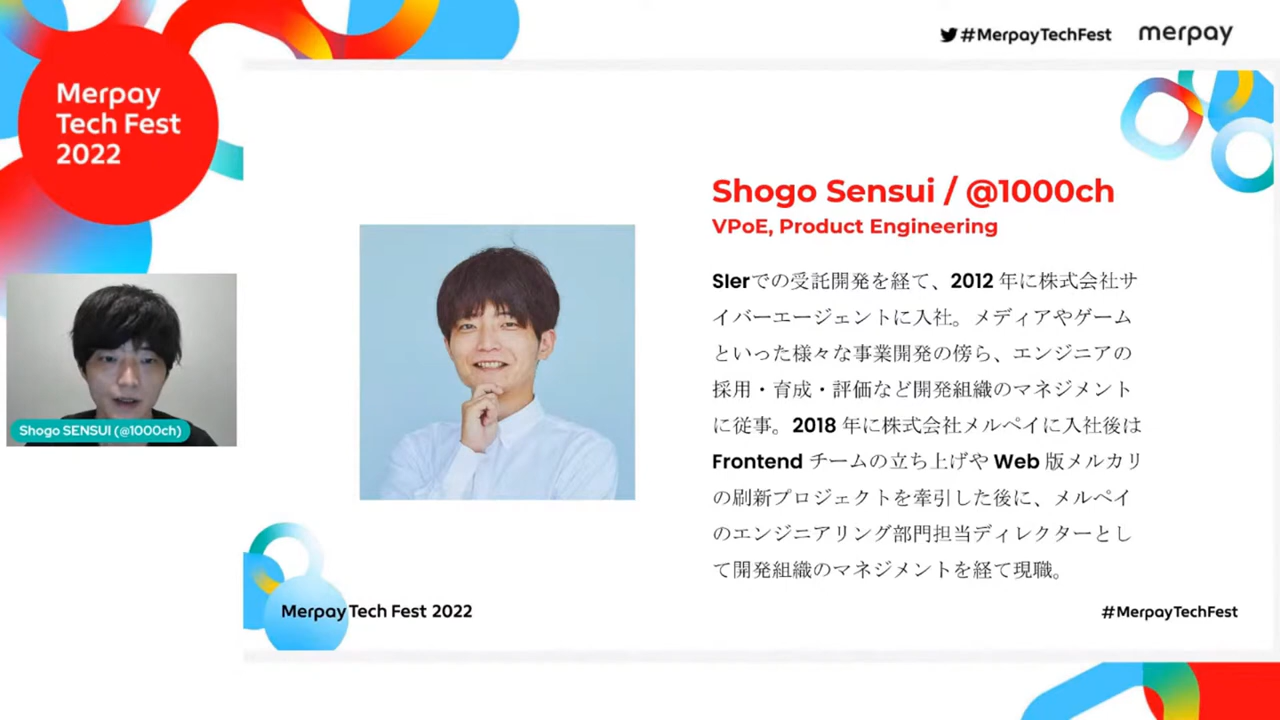 #MerpayTechFest
merpay
Merpay
Tech Fest
2022
Shogo Sensui / @1000ch
VPoE, Product Engineering
SIerでの受託開発を経て、2012 年に株式会社サ
イバーエージェントに入社。メディアやゲーム
といった様々な事業開発の傍ら、エンジニアの
採用・育成・評価など開発組織のマネジメント
に従事。2018 年に株式会社メルペイに入社後は
Frontend チームの立ち上げや Web 版メルカリ
の刷新プロジェクトを牽引した後に、メルペイ
のエンジニアリング部門担当ディレクターとし
て開発組織のマネジメントを経て現職。
Shogo SENSUI (@1000ch)
Merpay Tech Fest 2022
#MerpayTechFest